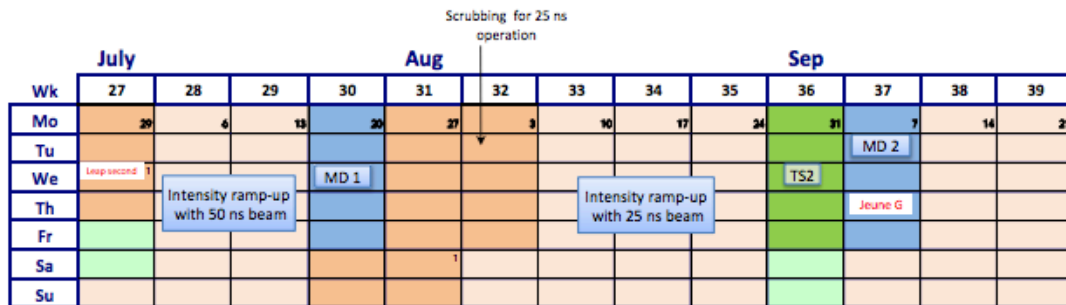 Scrubbing for 25 ns
operation
July Aug Sep
Wk 27 28 29 30 31 32 33 34 35 36 37 38 39
Mo 29 6 13 20 27 3 10 17 24 31 7 14 21
Tu MD 2
We Leap second 1 MD 1 TS2
Intensity ramp-up
with 50 ns beam
Intensity ramp-up
with 25 ns beam
Th Jeune G
Fr
Sa 1
Su